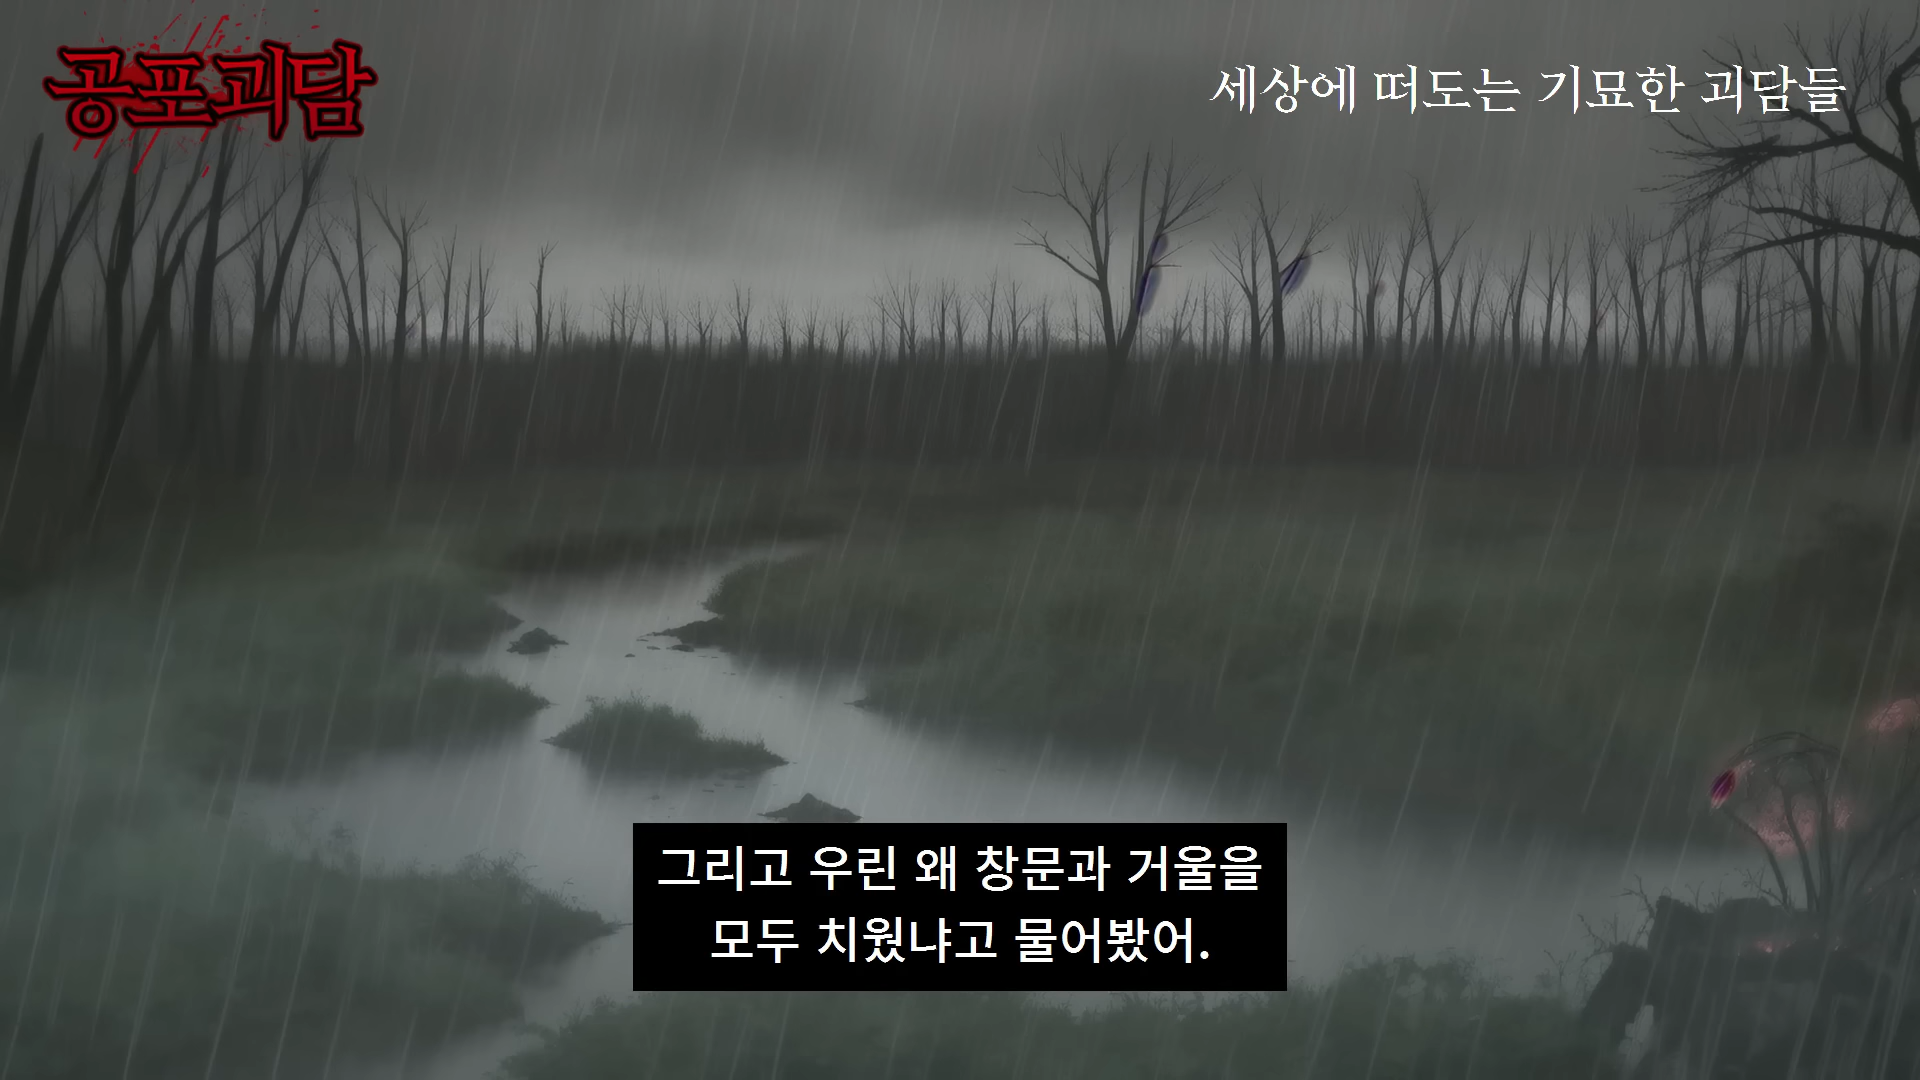 공포괴담
세상에 떠도는 기묘한 괴담들
그리고 우린 왜 창문과 거울을
모두 치웠냐고 물어봤어.